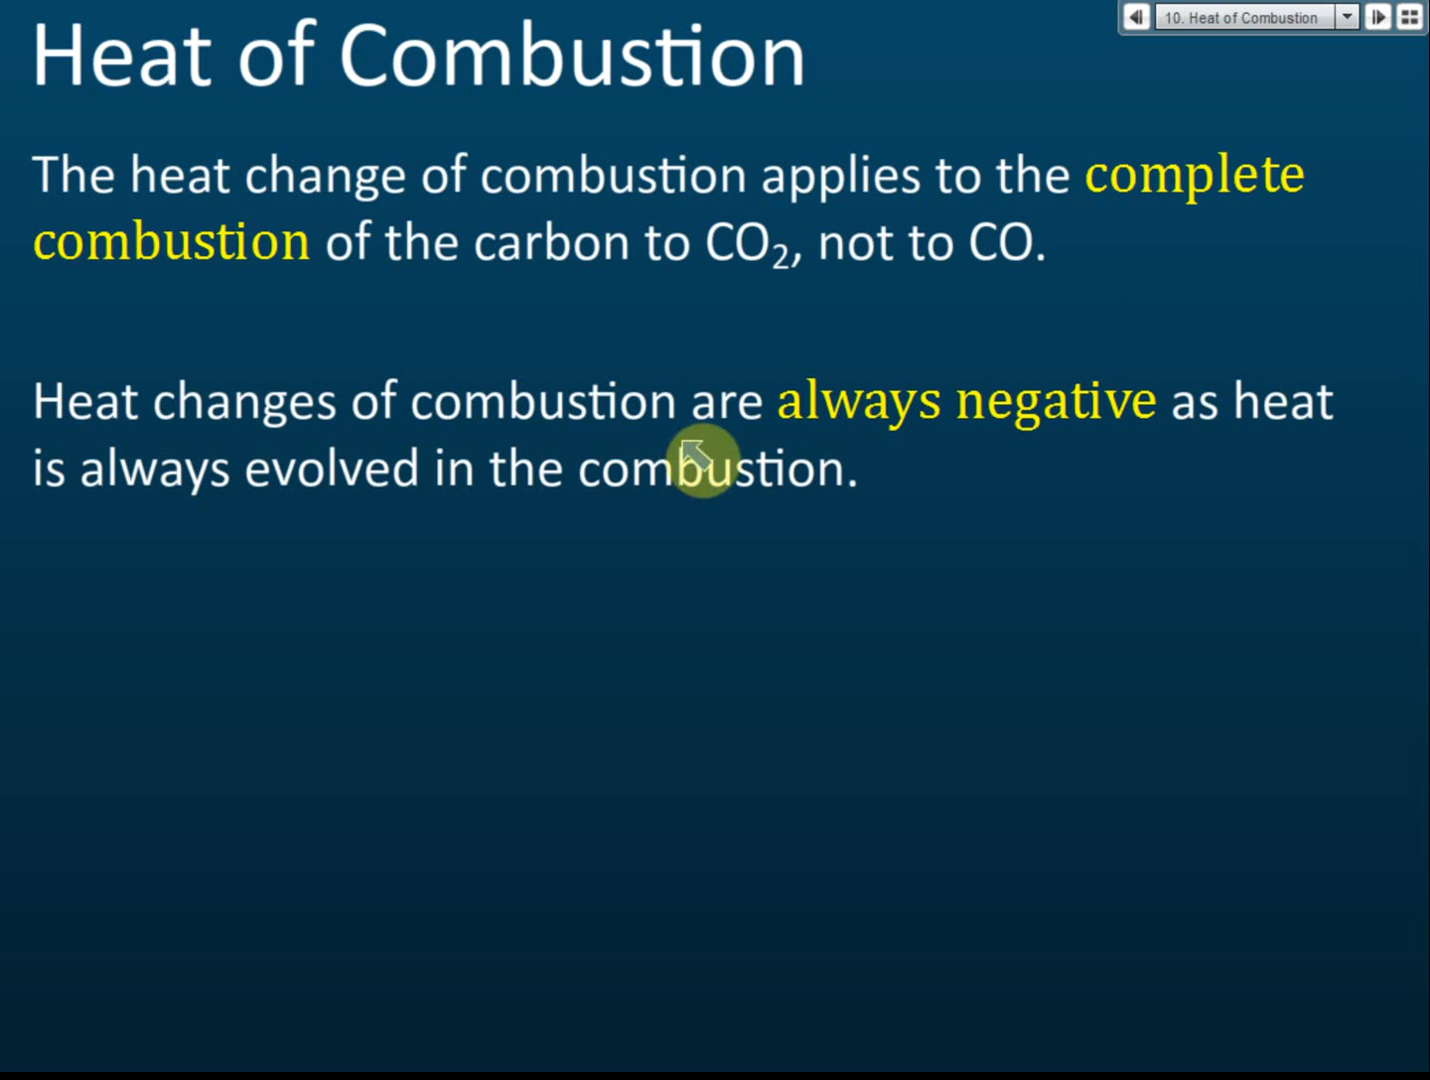 Heat of Combustion
10. Heat of Combustion
The heat change of combustion applies to the complete
combustion of the carbon to CO₂, not to CO.
Heat changes of combustion are always negative as heat
is always evolved in the combustion.